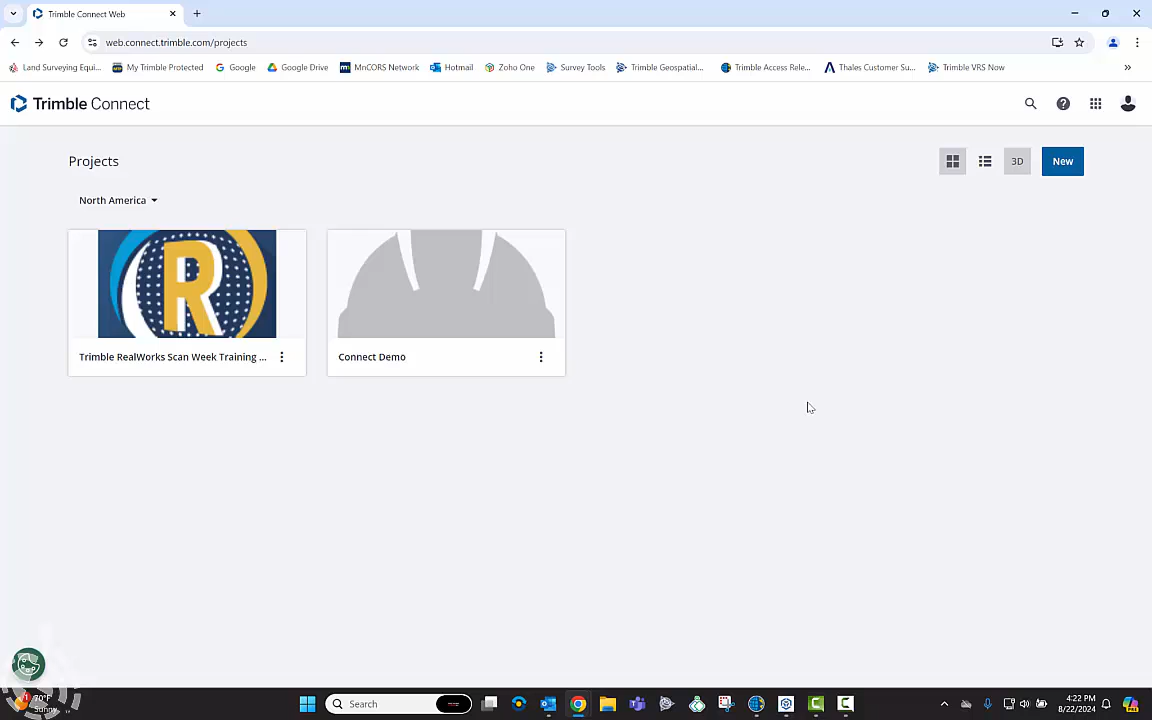 Trimble Connect Web
web.connect.trimble.com/projects
Land Surveying Equi... My Trimble Protected Google Google Drive MnCORS Network Hotmail Zoho One Survey Tools Trimble Geospatial... Trimble Access Rele... Thales Customer Su... Trimble VRS Now
Trimble Connect
Projects
3D
New
North America
R
Trimble RealWorks Scan Week Training ...
Connect Demo
70°F
Sunny
Search
4:22 PM
8/22/2024